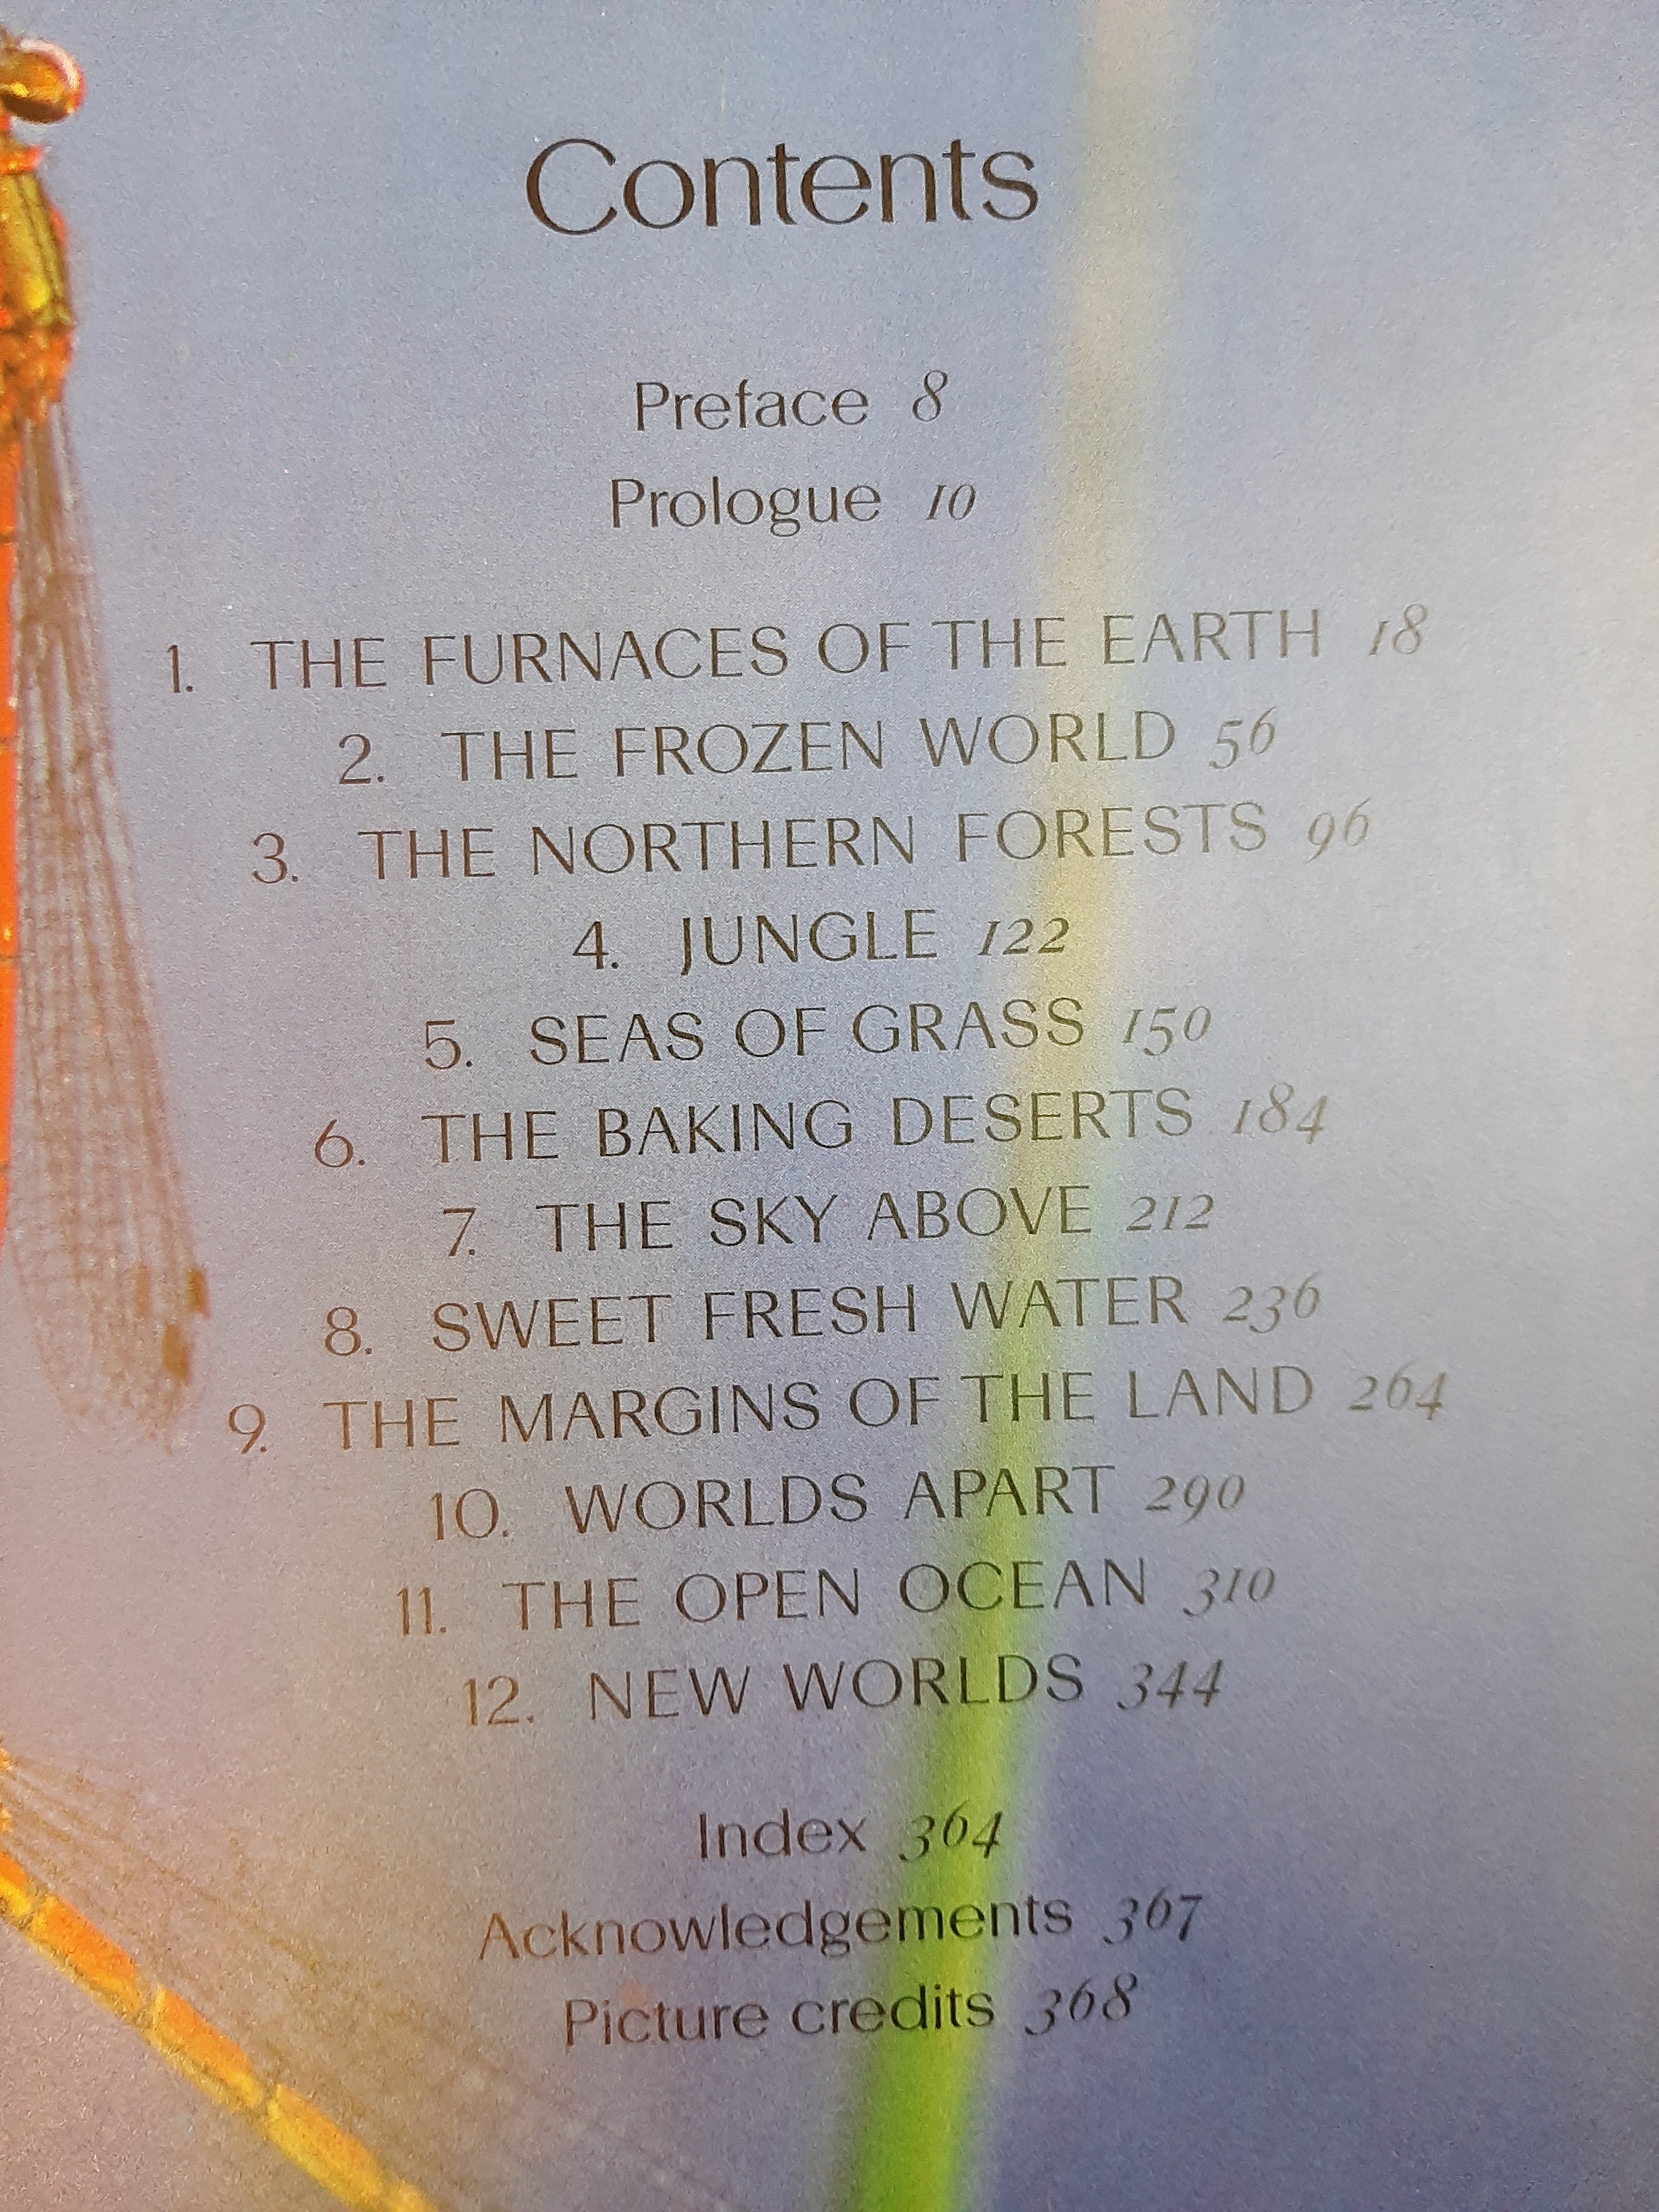 Contents
Preface 8
Prologue 10
1. THE FURNACES OF THE EARTH 18
2. THE FROZEN WORLD 56
3. THE NORTHERN FORESTS 96
4. JUNGLE 122
5. SEAS OF GRASS 150
6. THE BAKING DESERTS 184
7. THE SKY ABOVE 212
8. SWEET FRESH WATER 236
9. THE MARGINS OF THE LAND 264
10. WORLDS APART 290
11. THE OPEN OCEAN 310
12. NEW WORLDS 344
Index 364
Acknowledgements 367
Picture credits 368